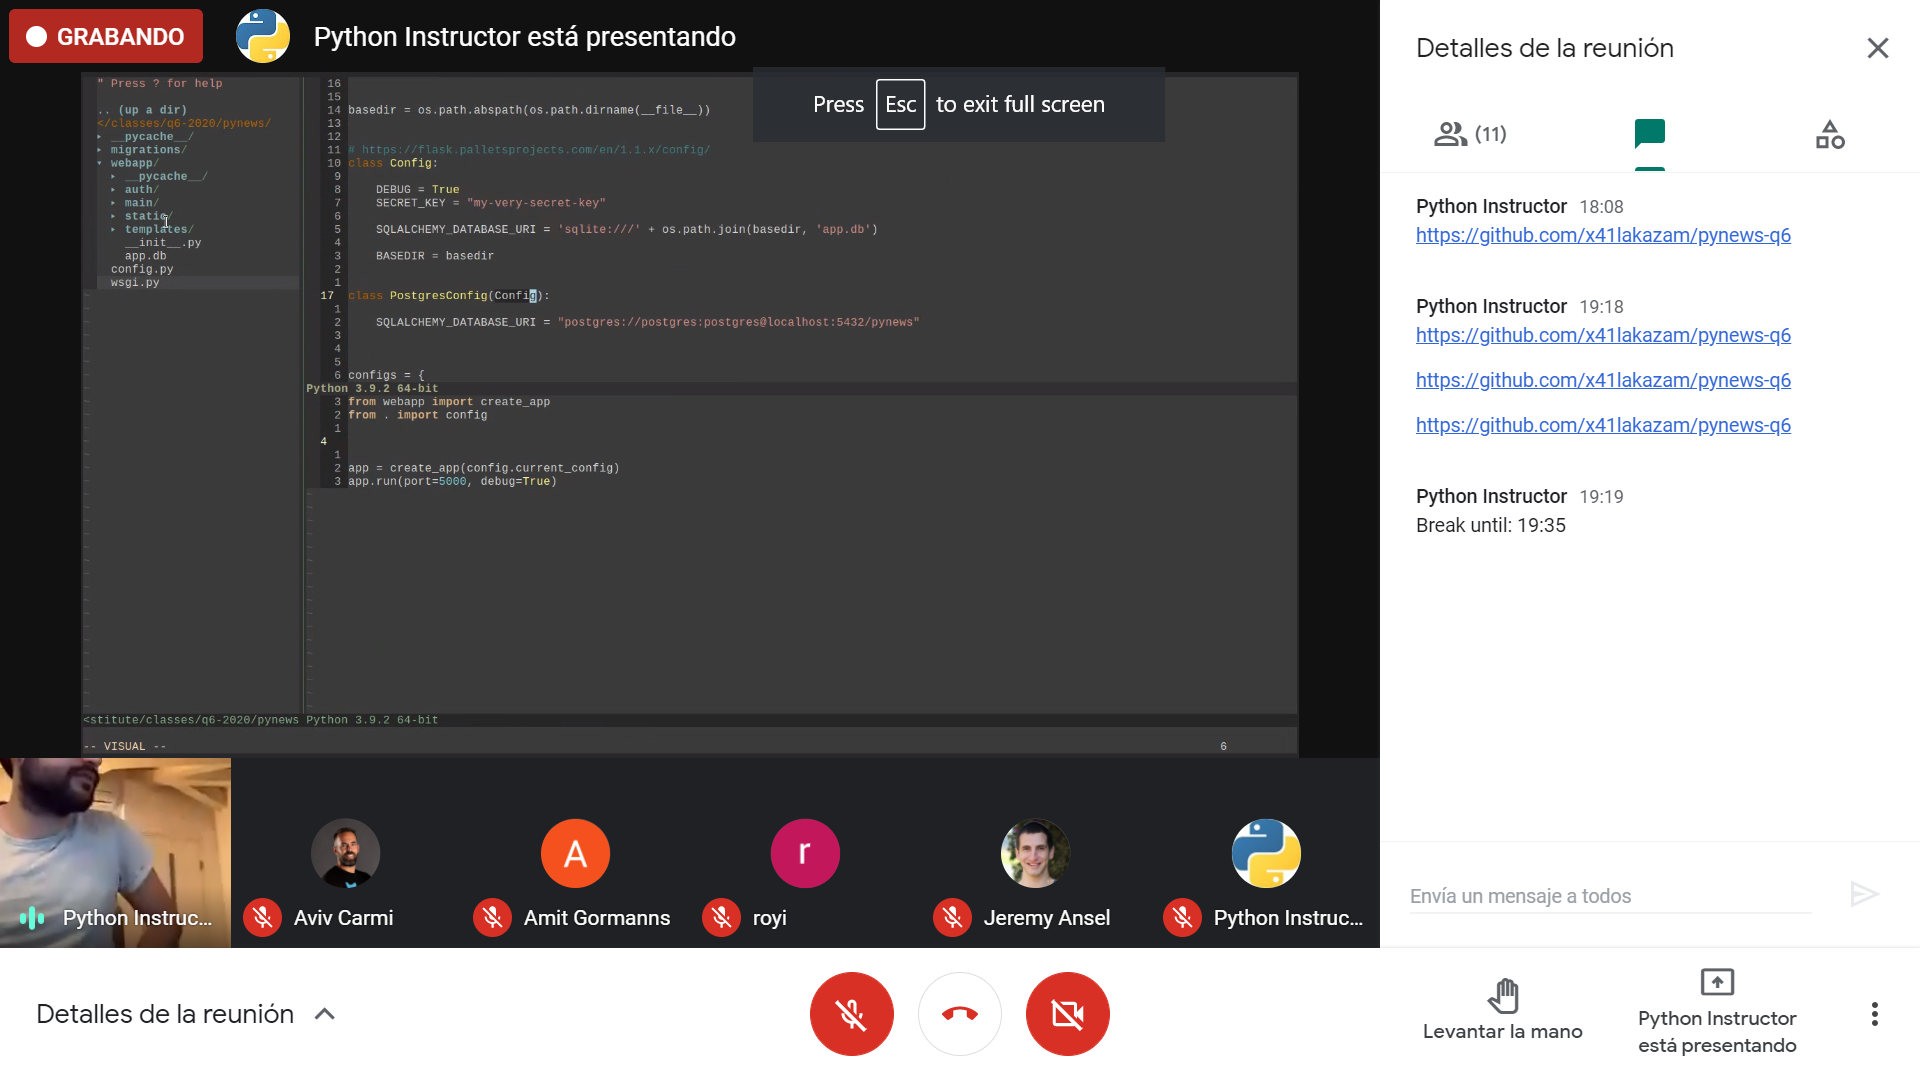 GRABANDO
Python Instructor está presentando
Press Esc to exit full screen
" Press ? for help
.. (up a dir)
</classes/q6-2020/pynews/
▸ __pycache__/
▸ migrations/
▾ webapp/
▸ __pycache__/
▸ auth/
▸ main/
▸ static/
▸ templates/
__init__.py
app.db
config.py
wsgi.py
16
15
14 basedir = os.path.abspath(os.path.dirname(__file__))
13
12
11 # https://flask.palletsprojects.com/en/1.1.x/config/
10 class Config:
9
8 DEBUG = True
7 SECRET_KEY = "my-very-secret-key"
6
5 SQLALCHEMY_DATABASE_URI = 'sqlite:///' + os.path.join(basedir, 'app.db')
4
3 BASEDIR = basedir
2
1
17 class PostgresConfig(Config):
1
2 SQLALCHEMY_DATABASE_URI = "postgres://postgres:postgres@localhost:5432/pynews"
3
4
5
6 configs = {
Python 3.9.2 64-bit
3 from webapp import create_app
2 from . import config
1
4
1
2 app = create_app(config.current_config)
3 app.run(port=5000, debug=True)
<stitute/classes/q6-2020/pynews Python 3.9.2 64-bit
-- VISUAL -- 6
Python Instruc...
Aviv Carmi
A
Amit Gormanns
r
royi
Jeremy Ansel
Python Instruc...
Detalles de la reunión
Detalles de la reunión
(11)
Python Instructor 18:08
https://github.com/x41lakazam/pynews-q6
Python Instructor 19:18
https://github.com/x41lakazam/pynews-q6
https://github.com/x41lakazam/pynews-q6
https://github.com/x41lakazam/pynews-q6
Python Instructor 19:19
Break until: 19:35
Envía un mensaje a todos
Levantar la mano
Python Instructor
está presentando